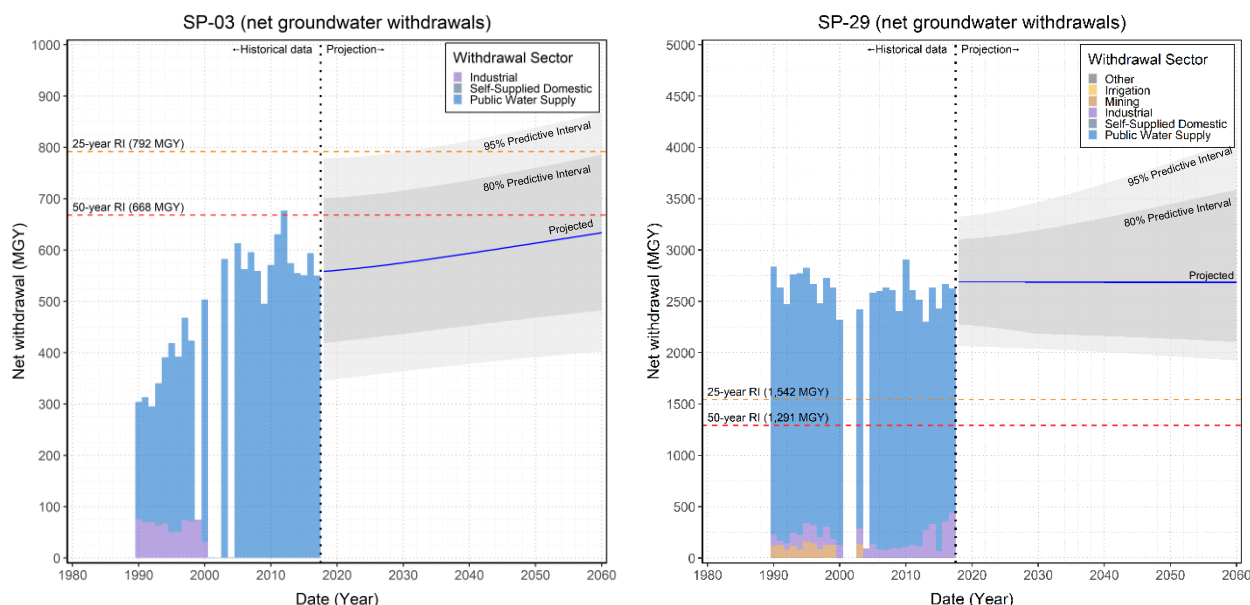 SP-03 (net groundwater withdrawals)
1000
900
800
700
600
500
400
300
200
100
0
Net withdrawal (MGY)
←Historical data
Projection→
Withdrawal Sector
Industrial
Self-Supplied Domestic
Public Water Supply
25-year RI (792 MGY)
50-year RI (668 MGY)
95% Predictive Interval
80% Predictive Interval
Projected
1980 1990 2000 2010 2020 2030 2040 2050 2060
Date (Year)
SP-29 (net groundwater withdrawals)
5000
4500
4000
3500
3000
2500
2000
1500
1000
500
0
Net withdrawal (MGY)
←Historical data
Projection→
Withdrawal Sector
Other
Irrigation
Mining
Industrial
Self-Supplied Domestic
Public Water Supply
95% Predictive Interval
80% Predictive Interval
Projected
25-year RI (1,542 MGY)
50-year RI (1,291 MGY)
1980 1990 2000 2010 2020 2030 2040 2050 2060
Date (Year)